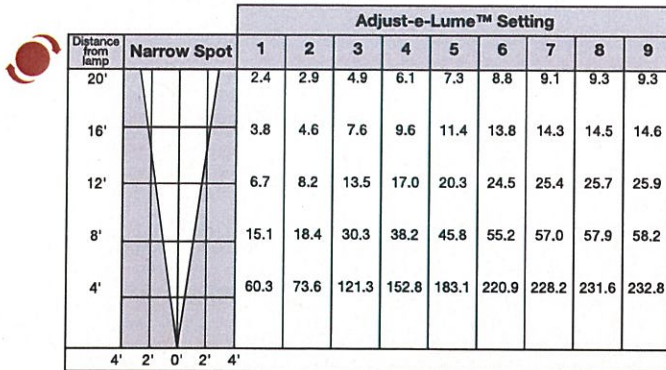 Adjust-e-Lume™ Setting
Distance from lamp Narrow Spot 1 2 3 4 5 6 7 8 9
20' 2.4 2.9 4.9 6.1 7.3 8.8 9.1 9.3 9.3
16' 3.8 4.6 7.6 9.6 11.4 13.8 14.3 14.5 14.6
12' 6.7 8.2 13.5 17.0 20.3 24.5 25.4 25.7 25.9
8' 15.1 18.4 30.3 38.2 45.8 55.2 57.0 57.9 58.2
4' 60.3 73.6 121.3 152.8 183.1 220.9 228.2 231.6 232.8
4' 2' 0' 2' 4'